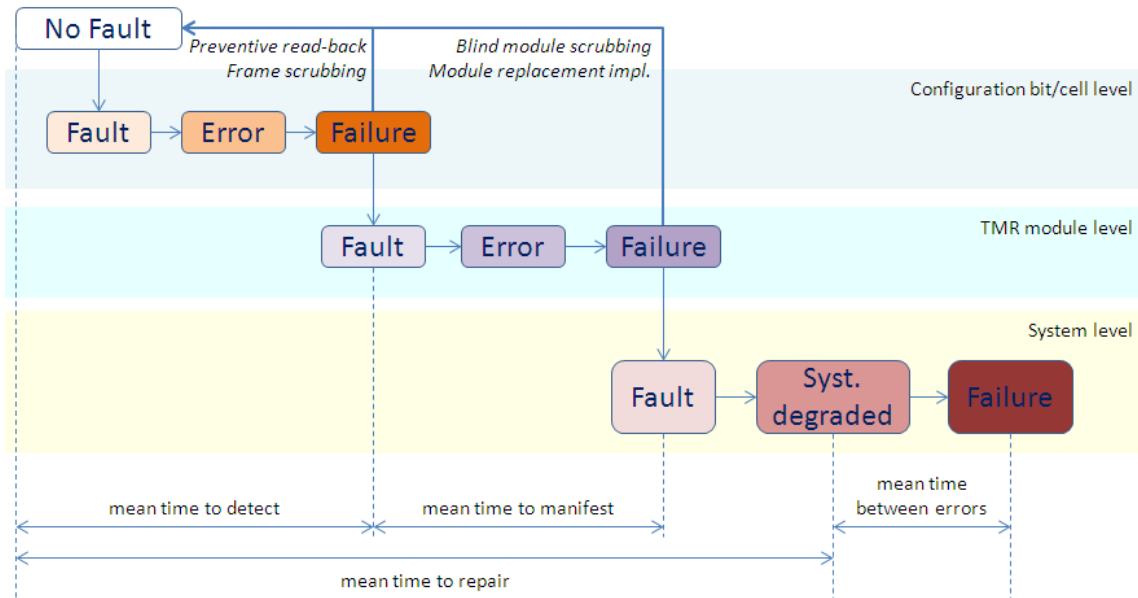 No Fault
Preventive read-back
Frame scrubbing
Blind module scrubbing
Module replacement impl.
Configuration bit/cell level
Fault
Error
Failure
TMR module level
Fault
Error
Failure
System level
Fault
Syst.
degraded
Failure
mean time to detect
mean time to manifest
mean time
between errors
mean time to repair